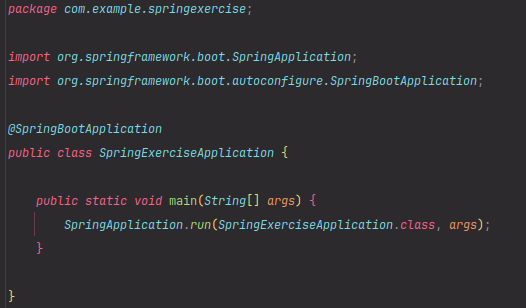 package com.example.springexercise;
import org.springframework.boot.SpringApplication;
import org.springframework.boot.autoconfigure.SpringBootApplication;
@SpringBootApplication
public class SpringExerciseApplication {
    public static void main(String[] args) {
        SpringApplication.run(SpringExerciseApplication.class, args);
    }
}